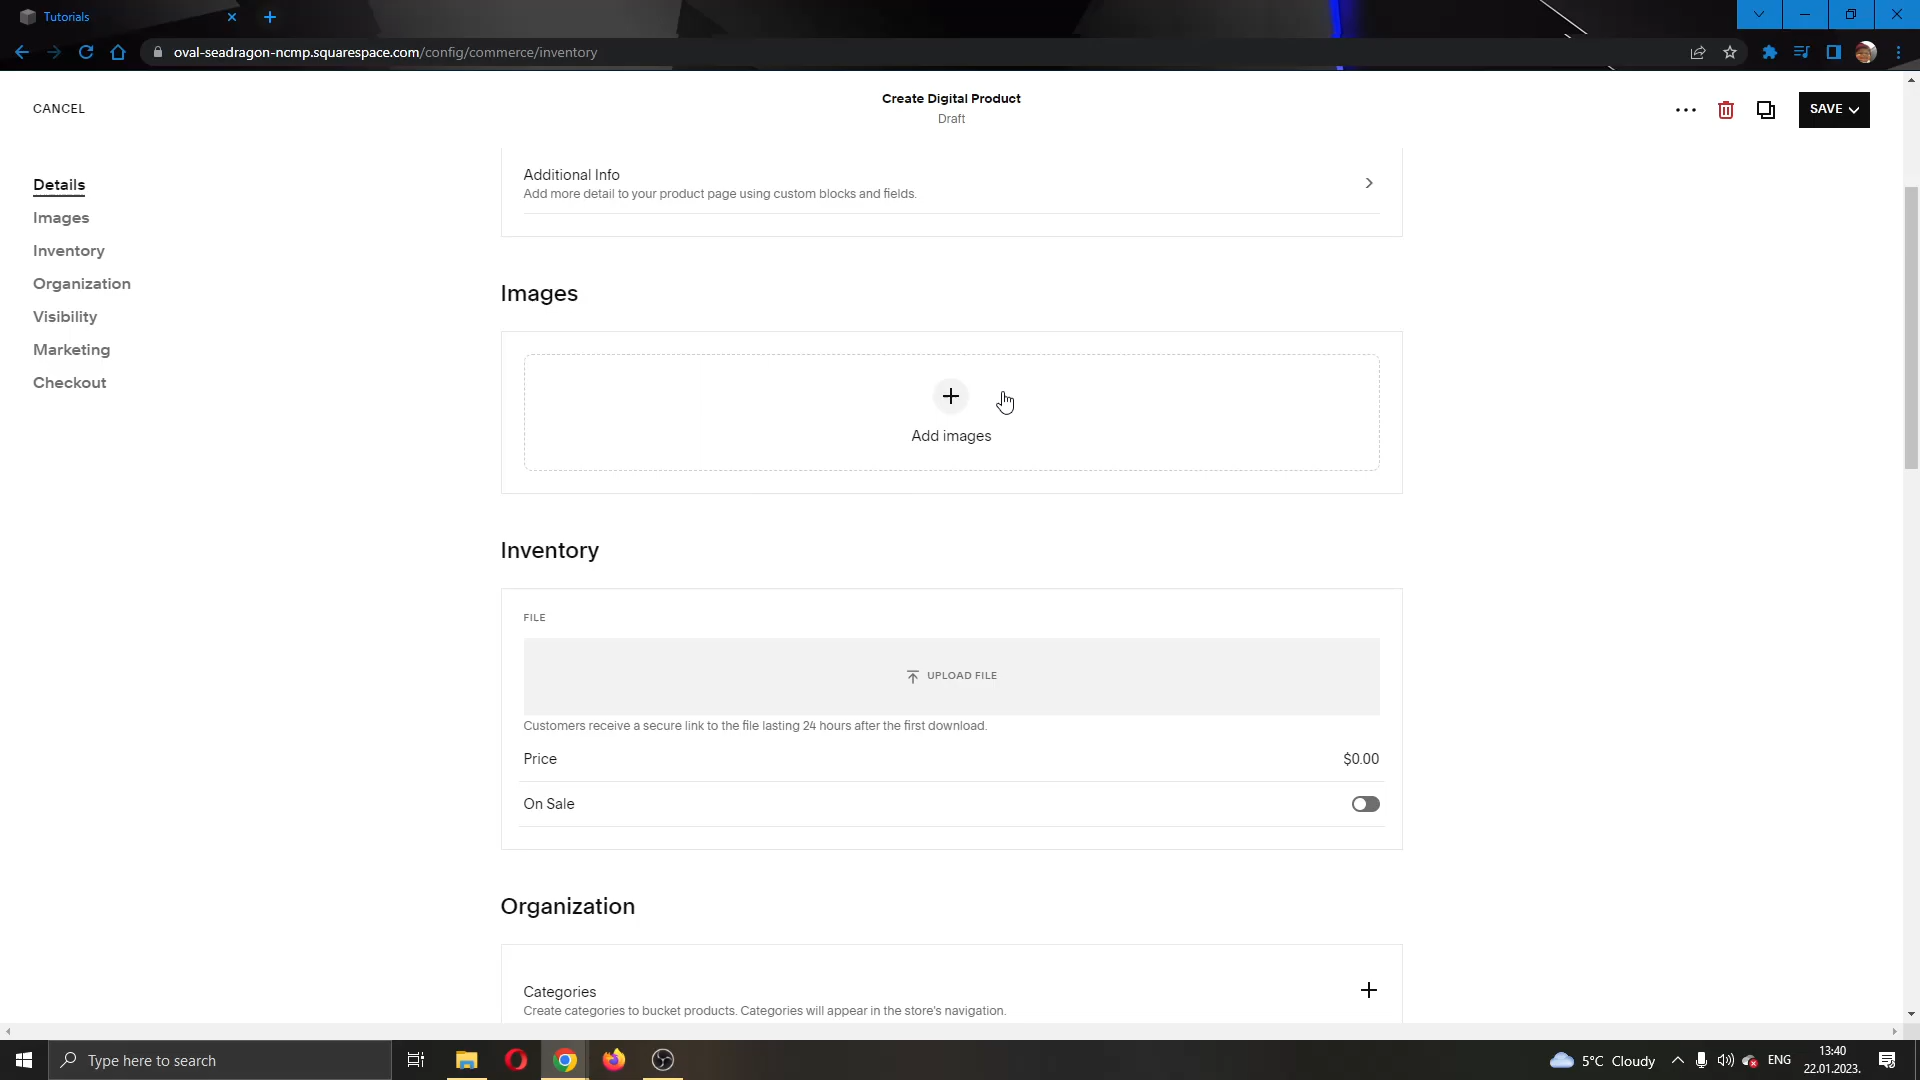 Tutorials
oval-seadragon-ncmp.squarespace.com/config/commerce/inventory
CANCEL
Create Digital Product
Draft
SAVE
Details
Images
Inventory
Organization
Visibility
Marketing
Checkout
Additional Info
Add more detail to your product page using custom blocks and fields.
Images
Add images
Inventory
FILE
UPLOAD FILE
Customers receive a secure link to the file lasting 24 hours after the first download.
Price
$0.00
On Sale
Organization
Categories
Create categories to bucket products. Categories will appear in the store's navigation.
Type here to search
5°C Cloudy
ENG
13:40
22.01.2023.